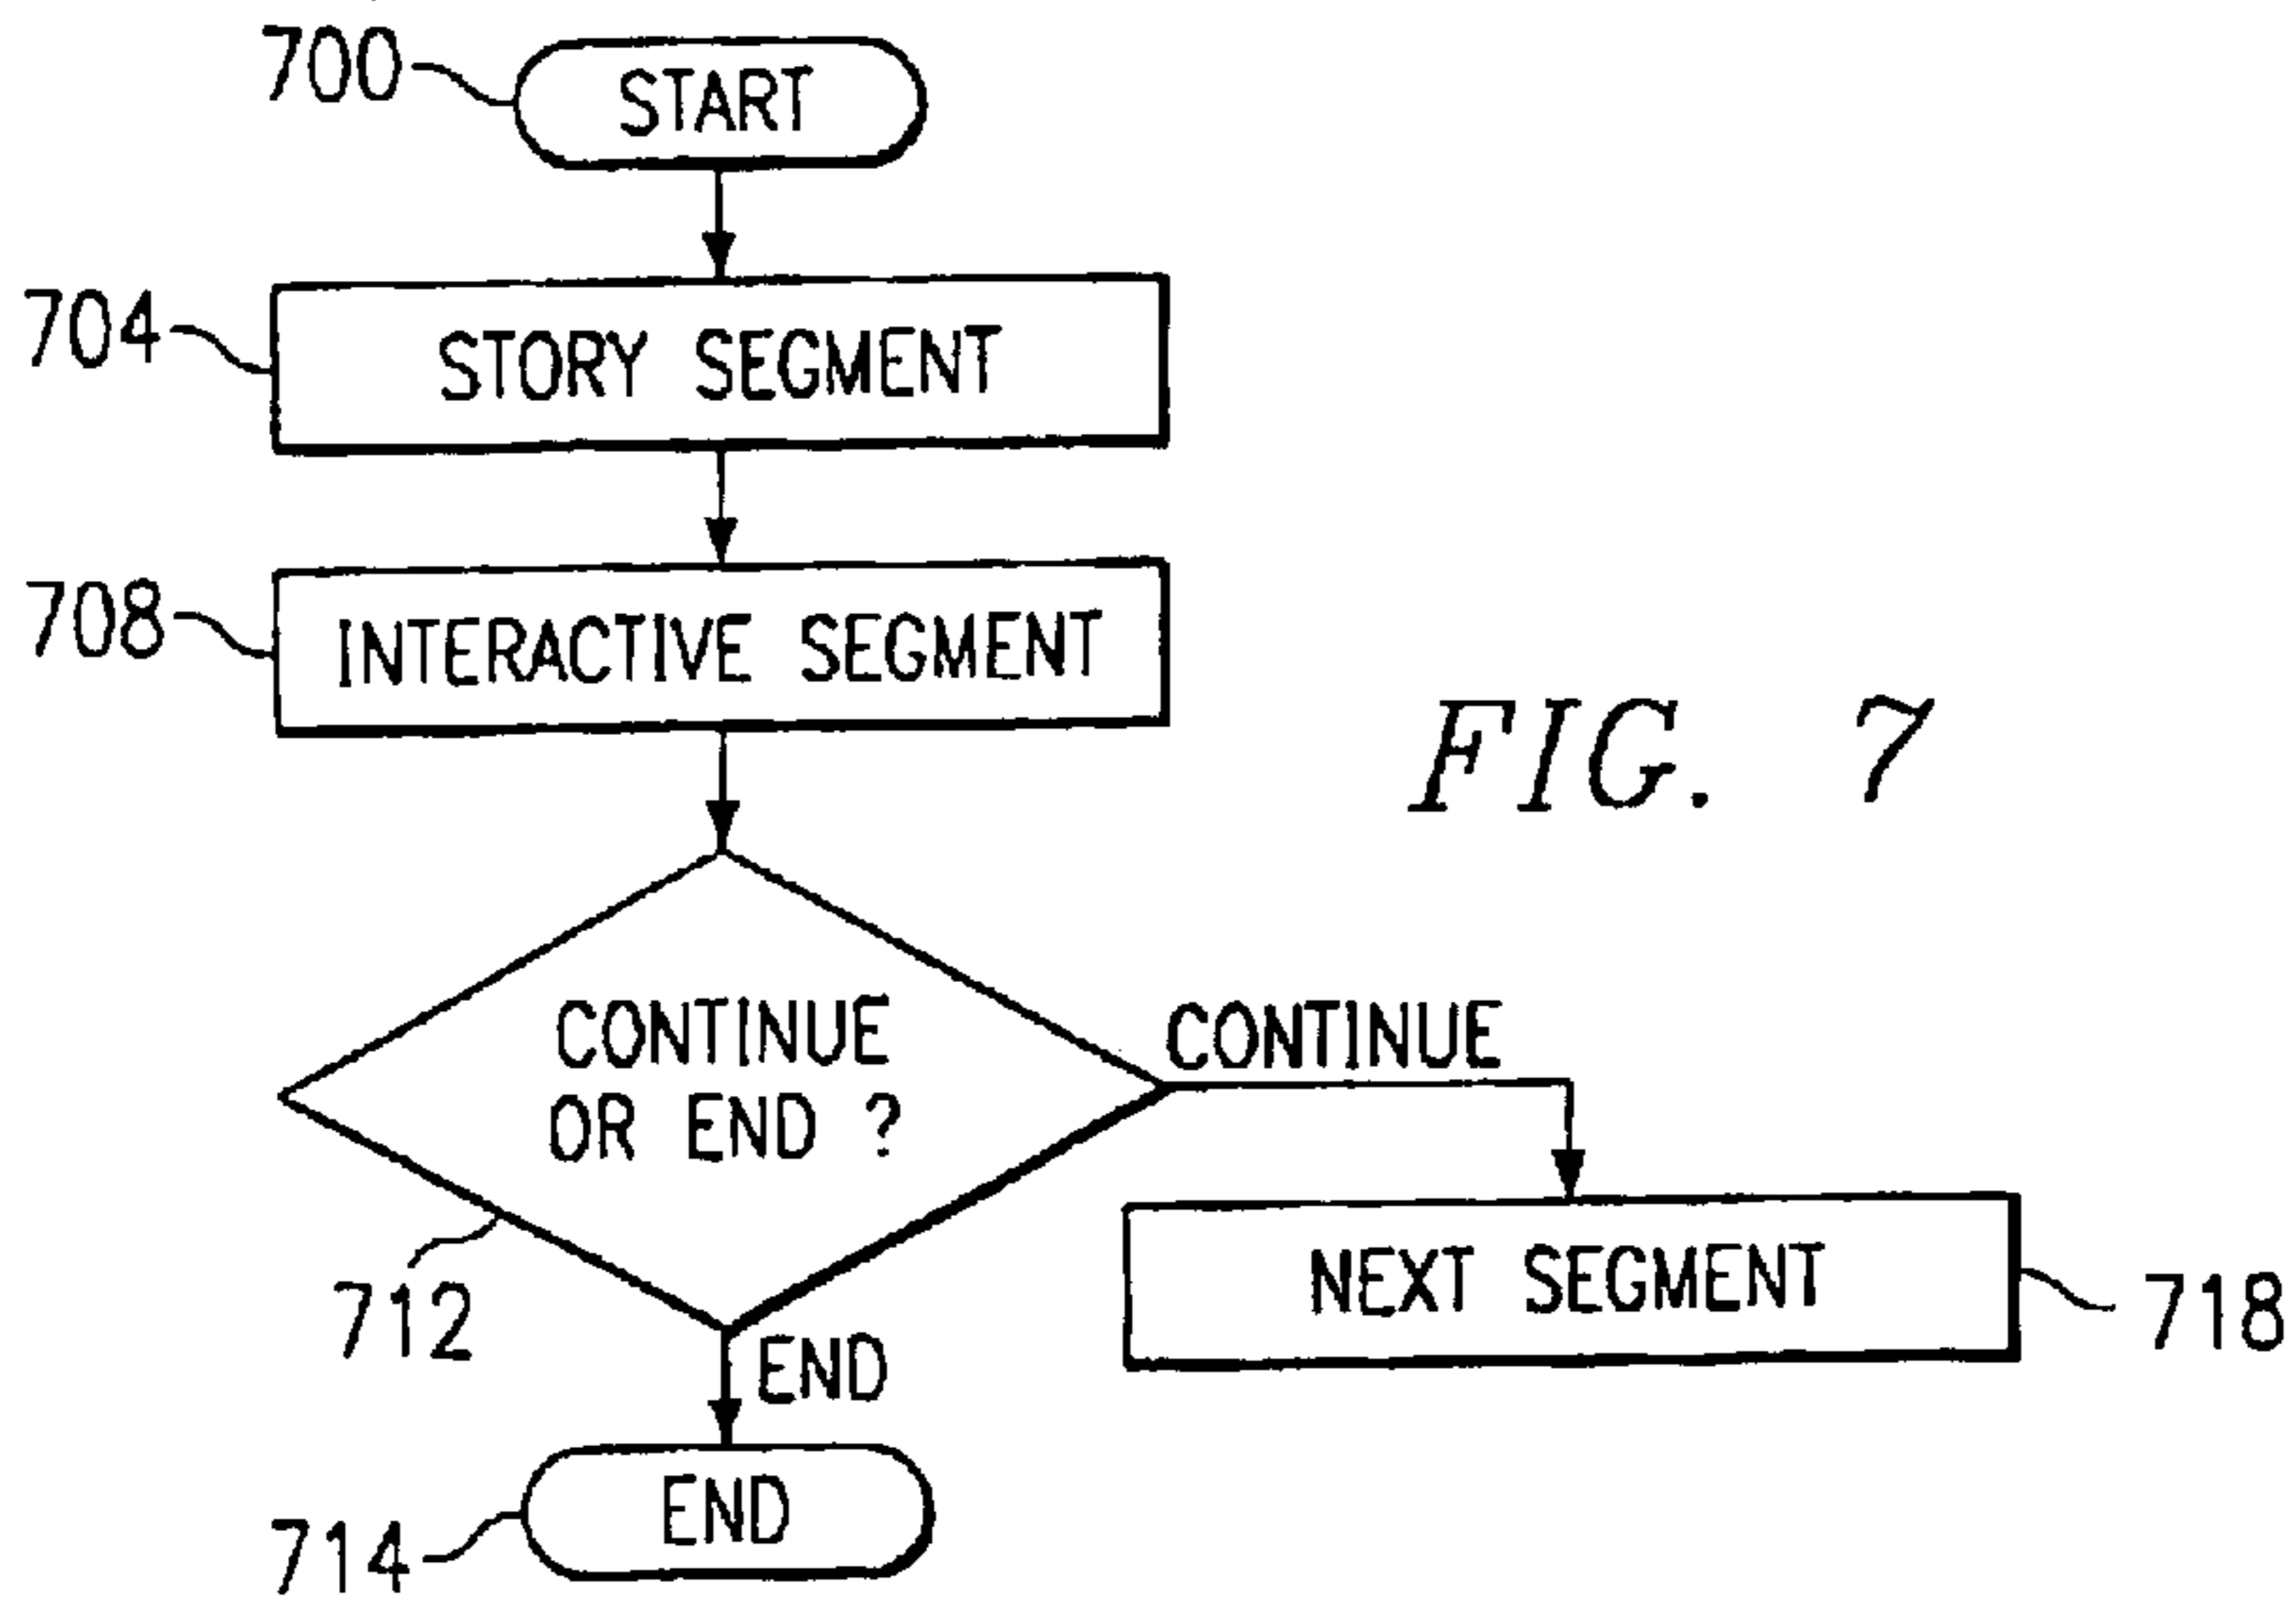 700
START
704
STORY SEGMENT
708
INTERACTIVE SEGMENT
FIG. 7
CONTINUE
OR END ?
CONTINUE
712
NEXT SEGMENT
718
END
714
END